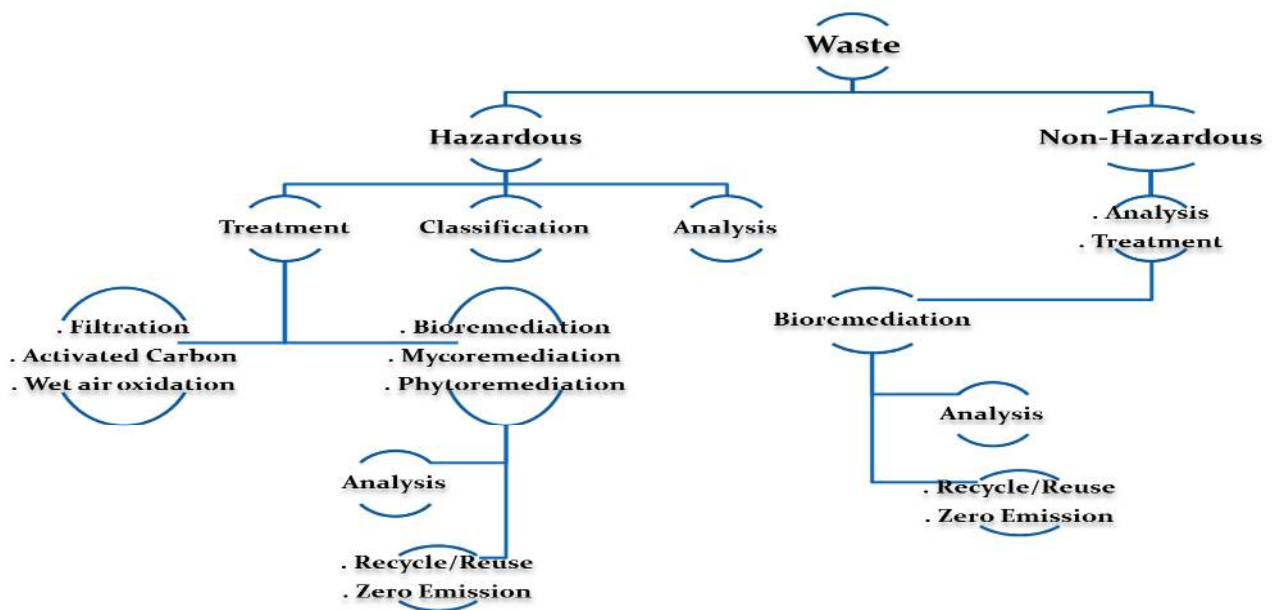 Waste
Hazardous
Non-Hazardous
Treatment
Classification
Analysis
. Analysis
. Treatment
. Filtration
. Activated Carbon
. Wet air oxidation
. Bioremediation
. Mycoremediation
. Phytoremediation
Bioremediation
Analysis
. Recycle/Reuse
. Zero Emission
Analysis
. Recycle/Reuse
. Zero Emission